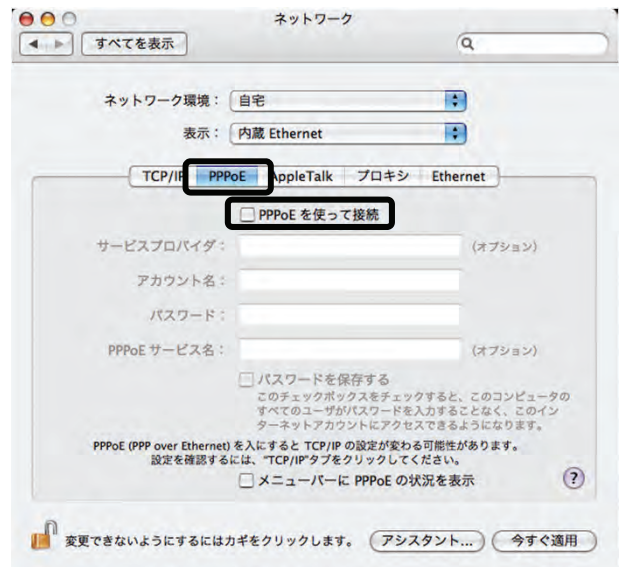 ネットワーク
すべてを表示
ネットワーク環境： 自宅
表示： 内蔵 Ethernet
TCP/IP PPPoE AppleTalk プロキシ Ethernet
PPPoE を使って接続
サービスプロバイダ： (オプション)
アカウント名：
パスワード：
PPPoE サービス名： (オプション)
パスワードを保存する
このチェックボックスをチェックすると、このコンピュータの
すべてのユーザがパスワードを入力することなく、このイン
ターネットアカウントにアクセスできるようになります。
PPPoE (PPP over Ethernet) を入にすると TCP/IP の設定が変わる可能性があります。
設定を確認するには、"TCP/IP"タブをクリックしてください。
メニューバーに PPPoE の状況を表示
?
変更できないようにするにはカギをクリックします。 アシスタント... 今すぐ適用